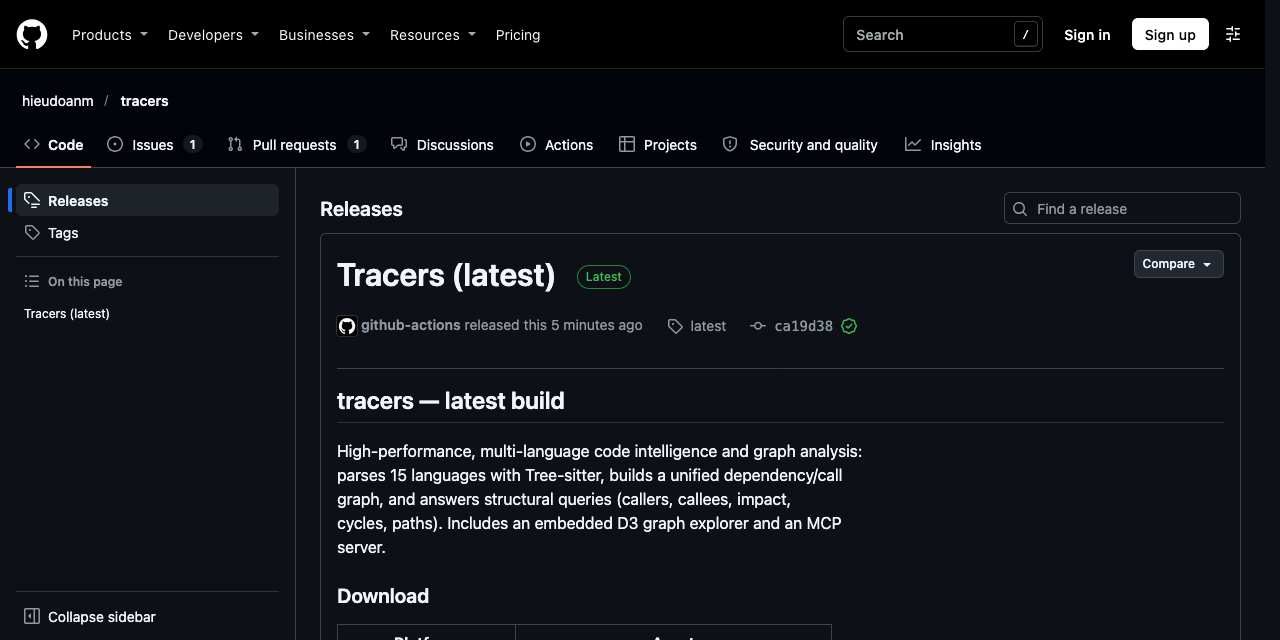 Products Developers Businesses Resources Pricing Search / Sign in Sign up
hieudoanm / tracers
Code Issues 1 Pull requests 1 Discussions Actions Projects Security and quality Insights
Releases
Tags
On this page
Tracers (latest)
Collapse sidebar
Releases
Find a release
Tracers (latest) Latest
Compare
github-actions released this 5 minutes ago latest ca19d38
tracers — latest build
High-performance, multi-language code intelligence and graph analysis:
parses 15 languages with Tree-sitter, builds a unified dependency/call
graph, and answers structural queries (callers, callees, impact,
cycles, paths). Includes an embedded D3 graph explorer and an MCP
server.
Download